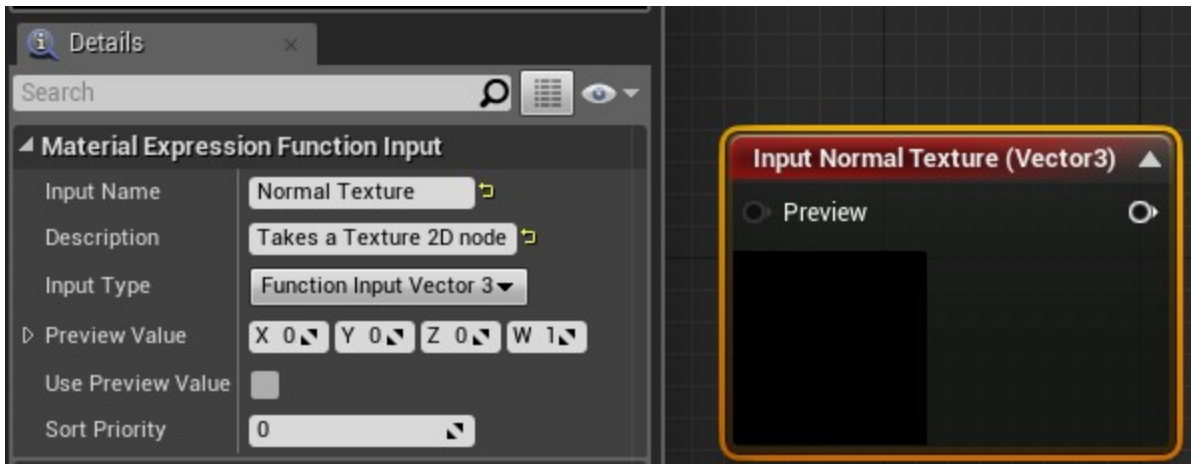 Details
Search
Material Expression Function Input
Input Name Normal Texture
Description Takes a Texture 2D node
Input Type Function Input Vector 3
Preview Value X 0 Y 0 Z 0 W 1
Use Preview Value
Sort Priority 0
Input Normal Texture (Vector3)
Preview